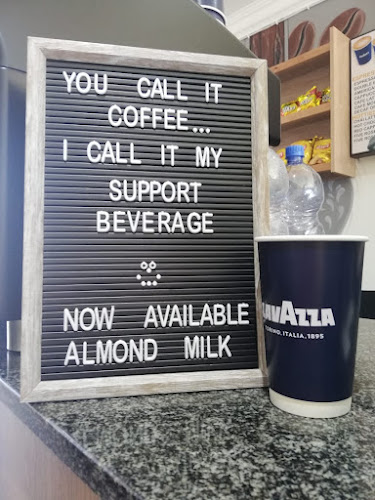 YOU CALL IT
COFFEE...
I CALL IT MY
SUPPORT
BEVERAGE
NOW AVAILABLE
ALMOND MILK
LAVAZZA
TORINO, ITALIA, 1895